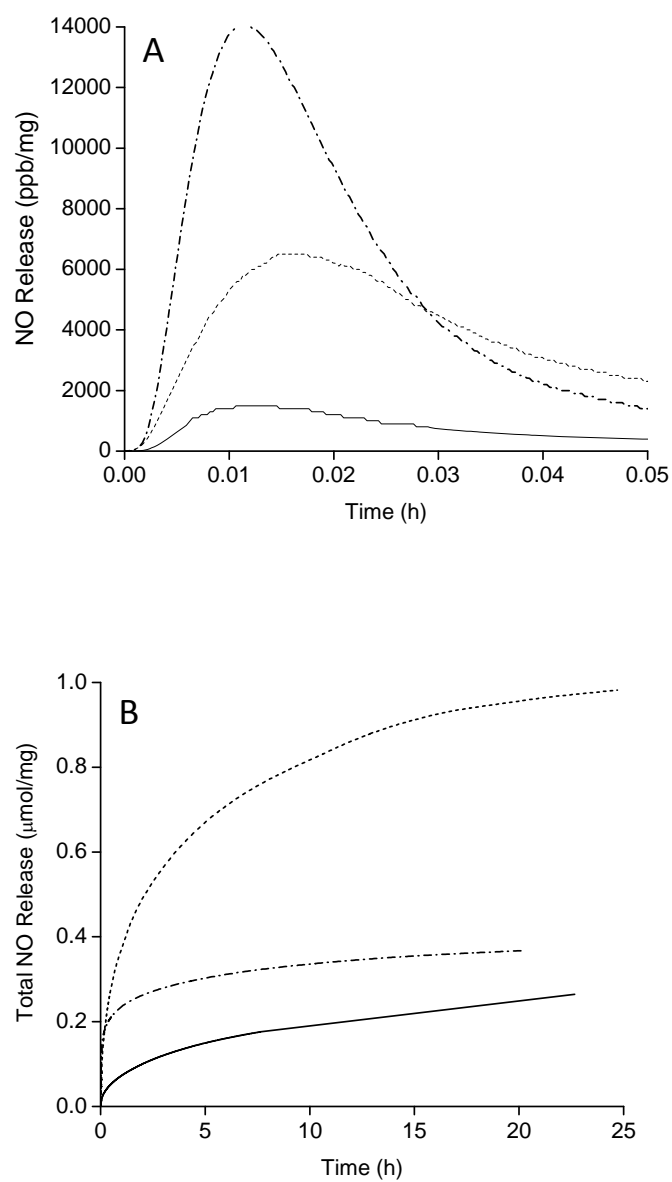 A
NO Release (ppb/mg)
14000
12000
10000
8000
6000
4000
2000
0
0.00 0.01 0.02 0.03 0.04 0.05
Time (h)
B
Total NO Release (μmol/mg)
1.0
0.8
0.6
0.4
0.2
0.0
0 5 10 15 20 25
Time (h)